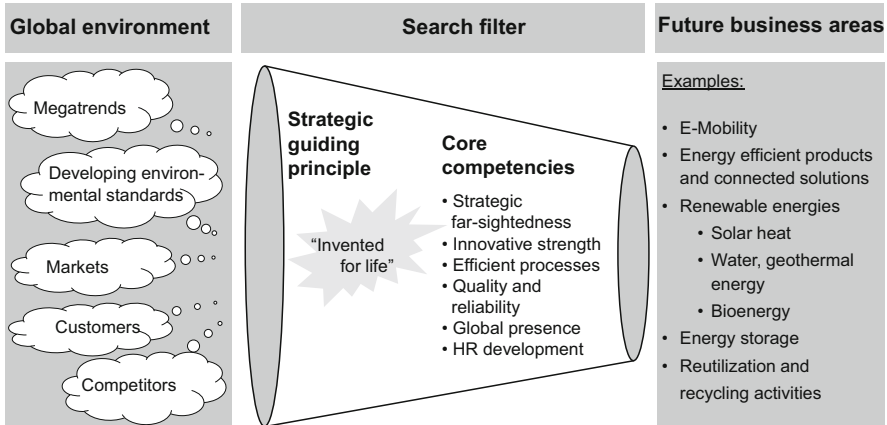 Global environment
Search filter
Future business areas
Megatrends
Developing environ-
mental standards
Markets
Customers
Competitors
Strategic
guiding
principle
“Invented
for life”
Core
competencies
• Strategic
far-sightedness
• Innovative strength
• Efficient processes
• Quality and
reliability
• Global presence
• HR development
Examples:
• E-Mobility
• Energy efficient products
and connected solutions
• Renewable energies
• Solar heat
• Water, geothermal
energy
• Bioenergy
• Energy storage
• Reutilization and
recycling activities